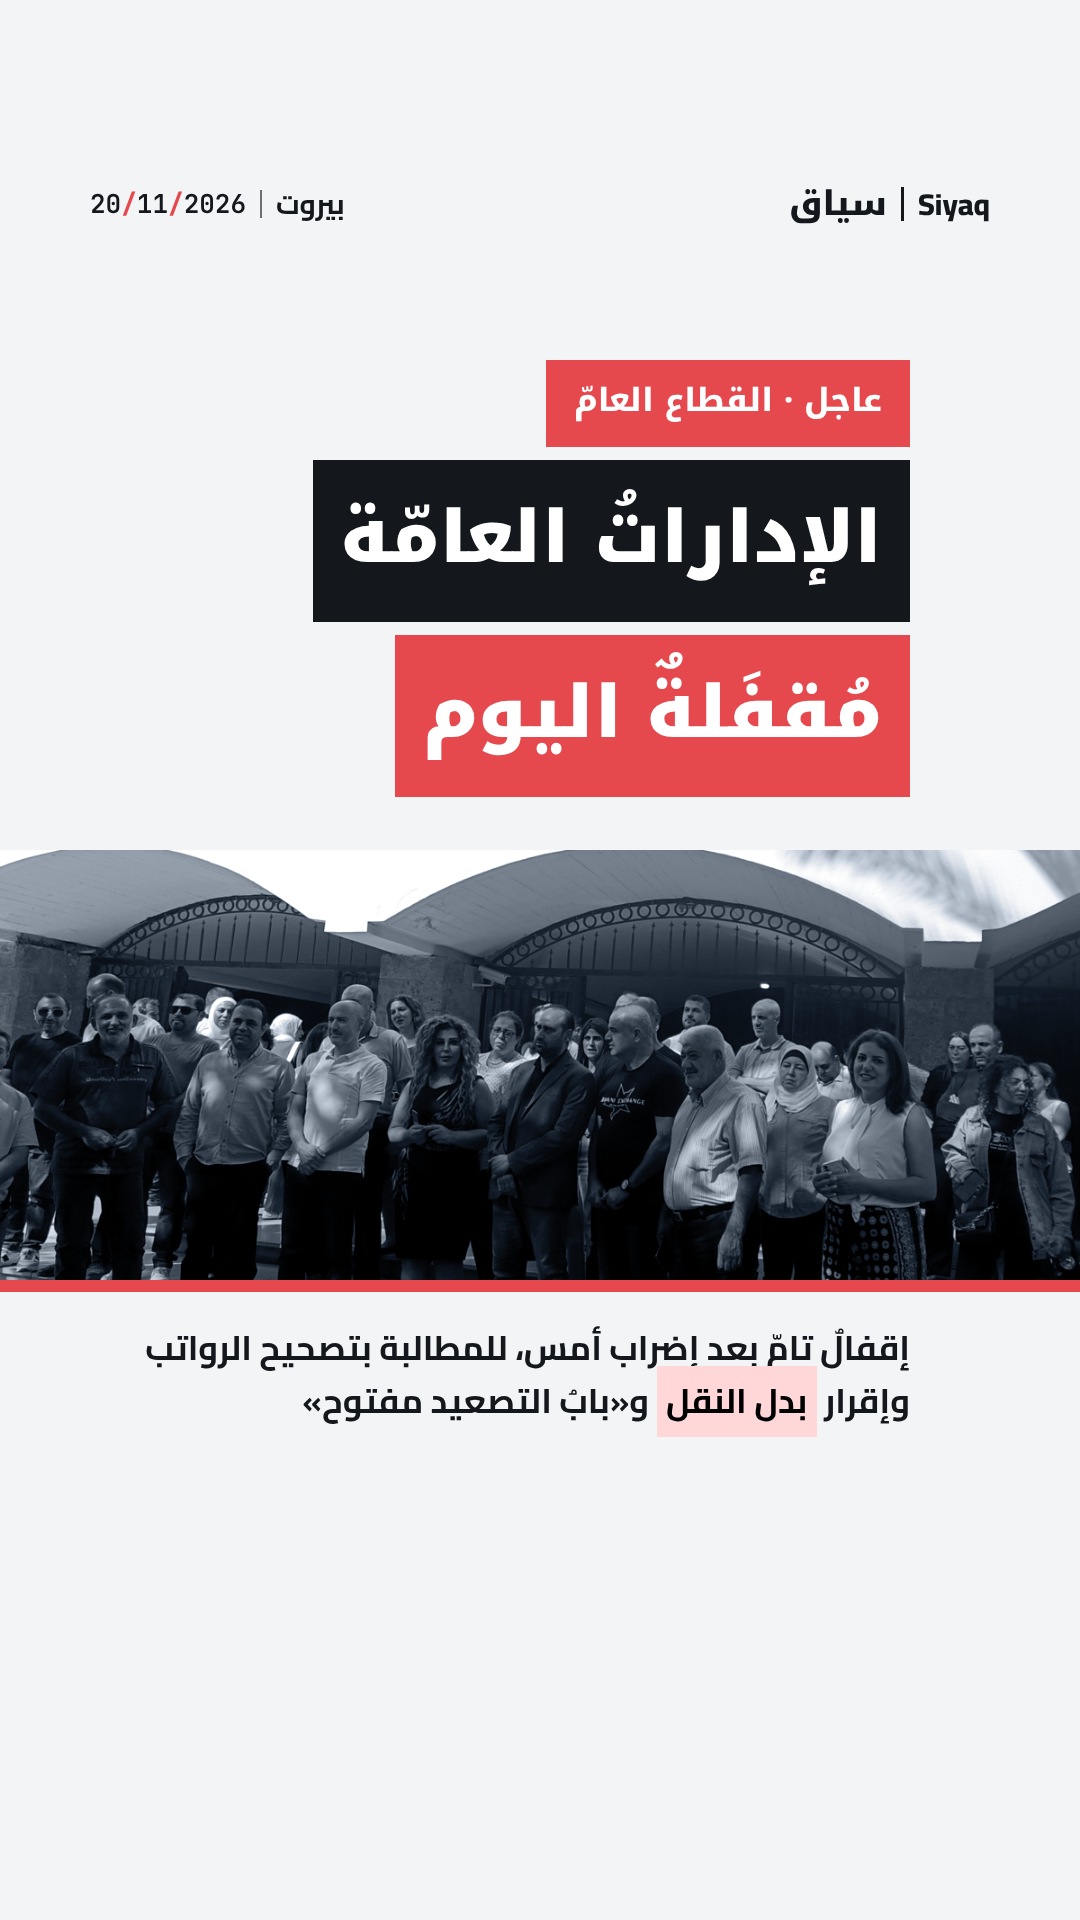 Siyaq | سياق
بيروت | 20/11/2026
عاجل · القطاع العامّ
الإداراتُ العامّة
مُقفَلةٌ اليوم
إقفالٌ تامّ بعد إضراب أمس، للمطالبة بتصحيح الرواتب
وإقرار بدل النقل و«بابُ التصعيد مفتوح»